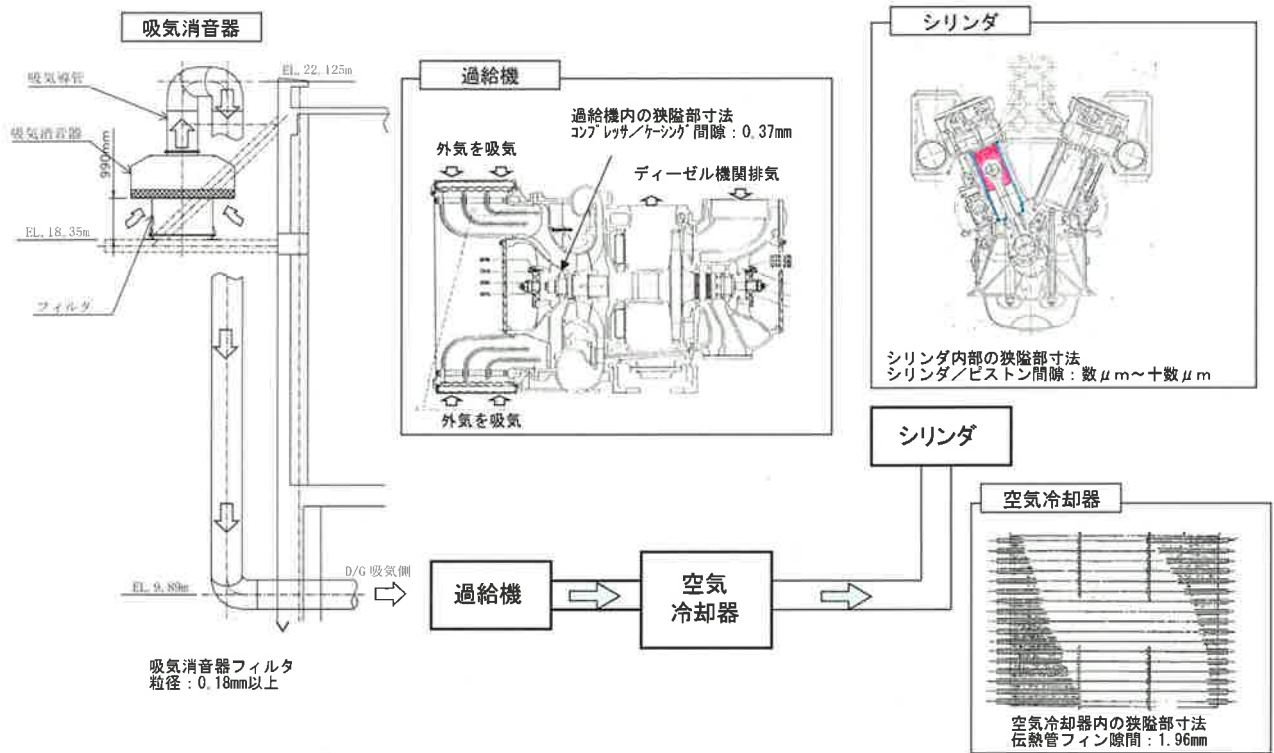 吸気消音器
吸気導管
EL. 22.125m
吸気消音器
990mm
EL. 18.35m
フィルタ
EL. 9.89m
D/G 吸気側
吸気消音器フィルタ
粒径：0.18mm以上
過給機
過給機内の狭隘部寸法
コンプレッサ/ケーシング間隙：0.37mm
外気を吸気
ディーゼル機関排気
外気を吸気
シリンダ
シリンダ内部の狭隘部寸法
シリンダ/ピストン間隙：数μm～十数μm
過給機
空気
冷却器
シリンダ
空気冷却器
空気冷却器内の狭隘部寸法
伝熱管フィン隙間：1.96mm